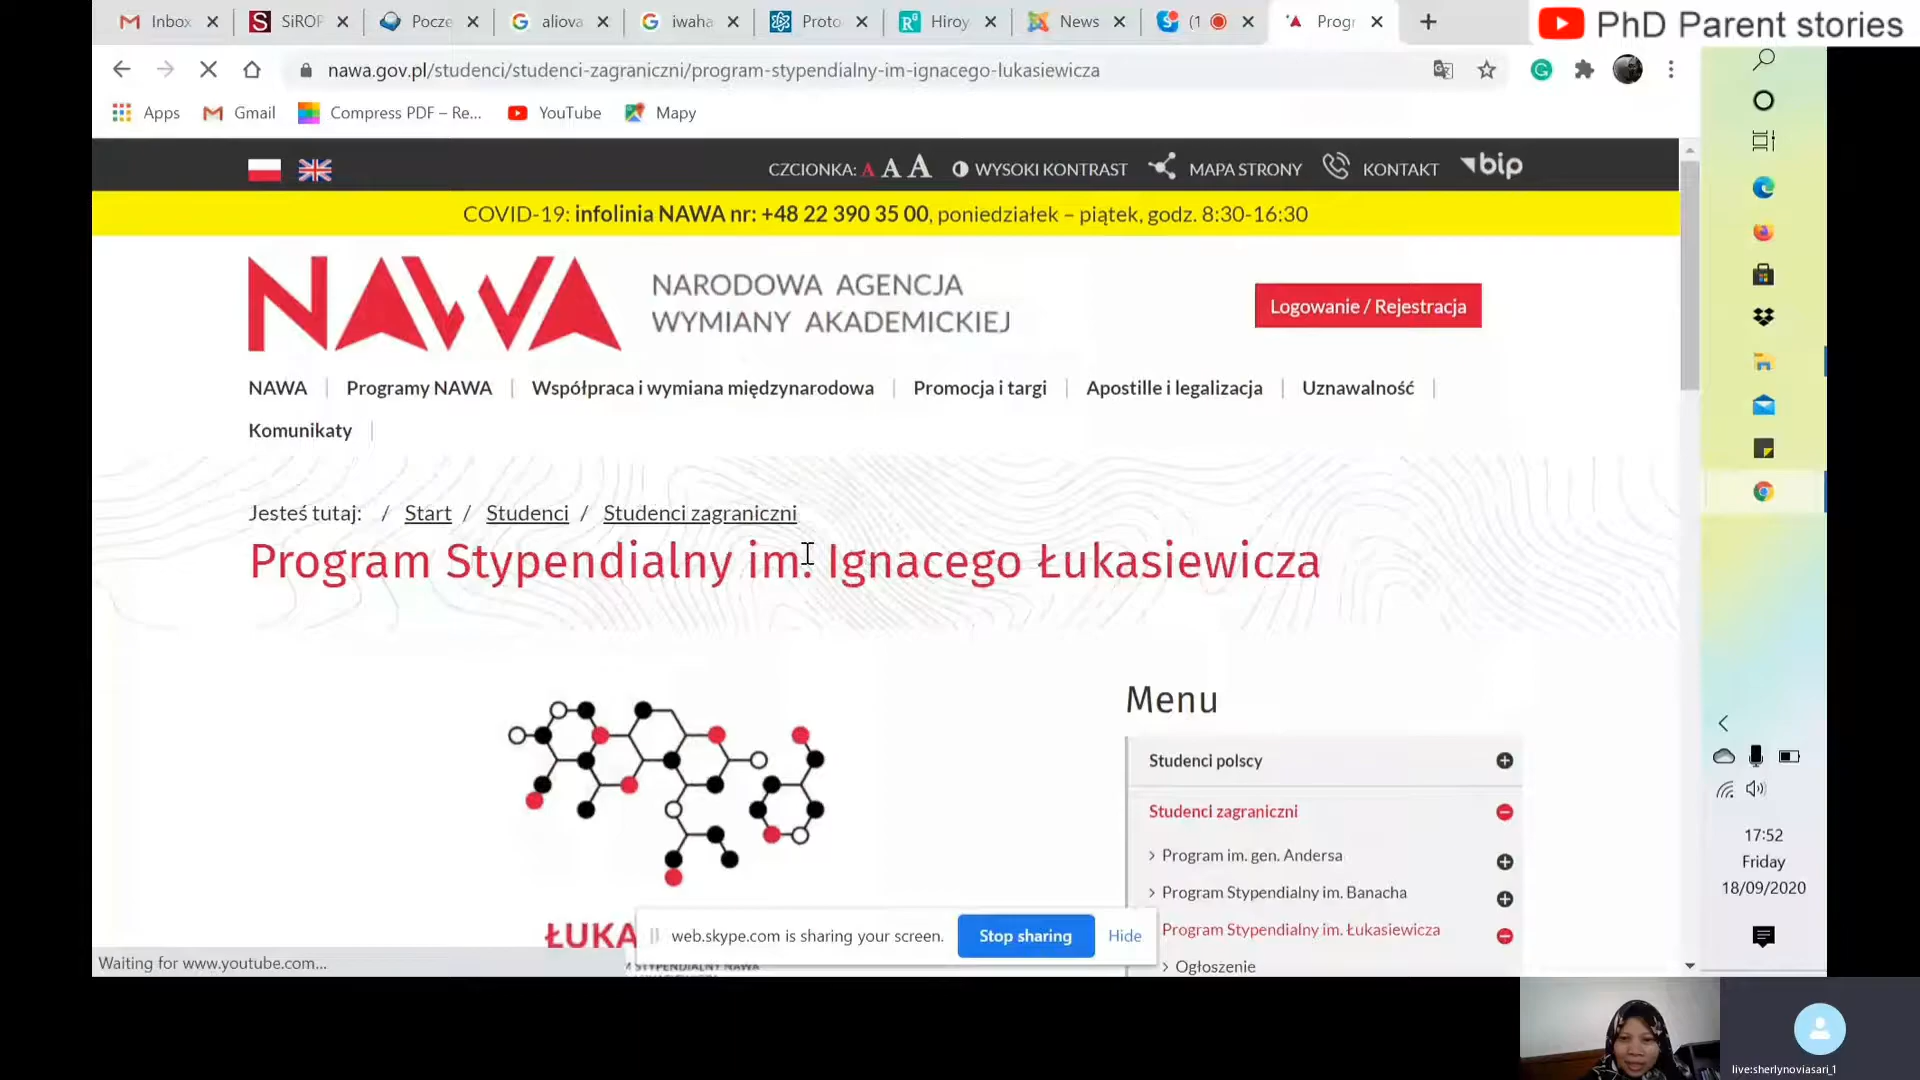 Inbox
SiROP
Pocze
aliova
iwaha
Proto
Hiroy
News
(1
Progr
PhD Parent stories
nawa.gov.pl/studenci/studenci-zagraniczni/program-stypendialny-im-ignacego-lukasiewicza
Apps
Gmail
Compress PDF – Re...
YouTube
Mapy
CZCIONKA: A A A
WYSOKI KONTRAST
MAPA STRONY
KONTAKT
bip
COVID-19: infolinia NAWA nr: +48 22 390 35 00, poniedziałek – piątek, godz. 8:30-16:30
NAWA
NARODOWA AGENCJA
WYMIANY AKADEMICKIEJ
Logowanie / Rejestracja
NAWA | Programy NAWA | Współpraca i wymiana międzynarodowa | Promocja i targi | Apostille i legalizacja | Uznawalność |
Komunikaty |
Jesteś tutaj: / Start / Studenci / Studenci zagraniczni
Program Stypendialny im. Ignacego Łukasiewicza
Menu
Studenci polscy
Studenci zagraniczni
> Program im. gen. Andersa
> Program Stypendialny im. Banacha
Program Stypendialny im. Łukasiewicza
> Ogłoszenie
ŁUKA
web.skype.com is sharing your screen.
Stop sharing
Hide
Waiting for www.youtube.com...
17:52
Friday
18/09/2020
live:sherlynoviasari_1